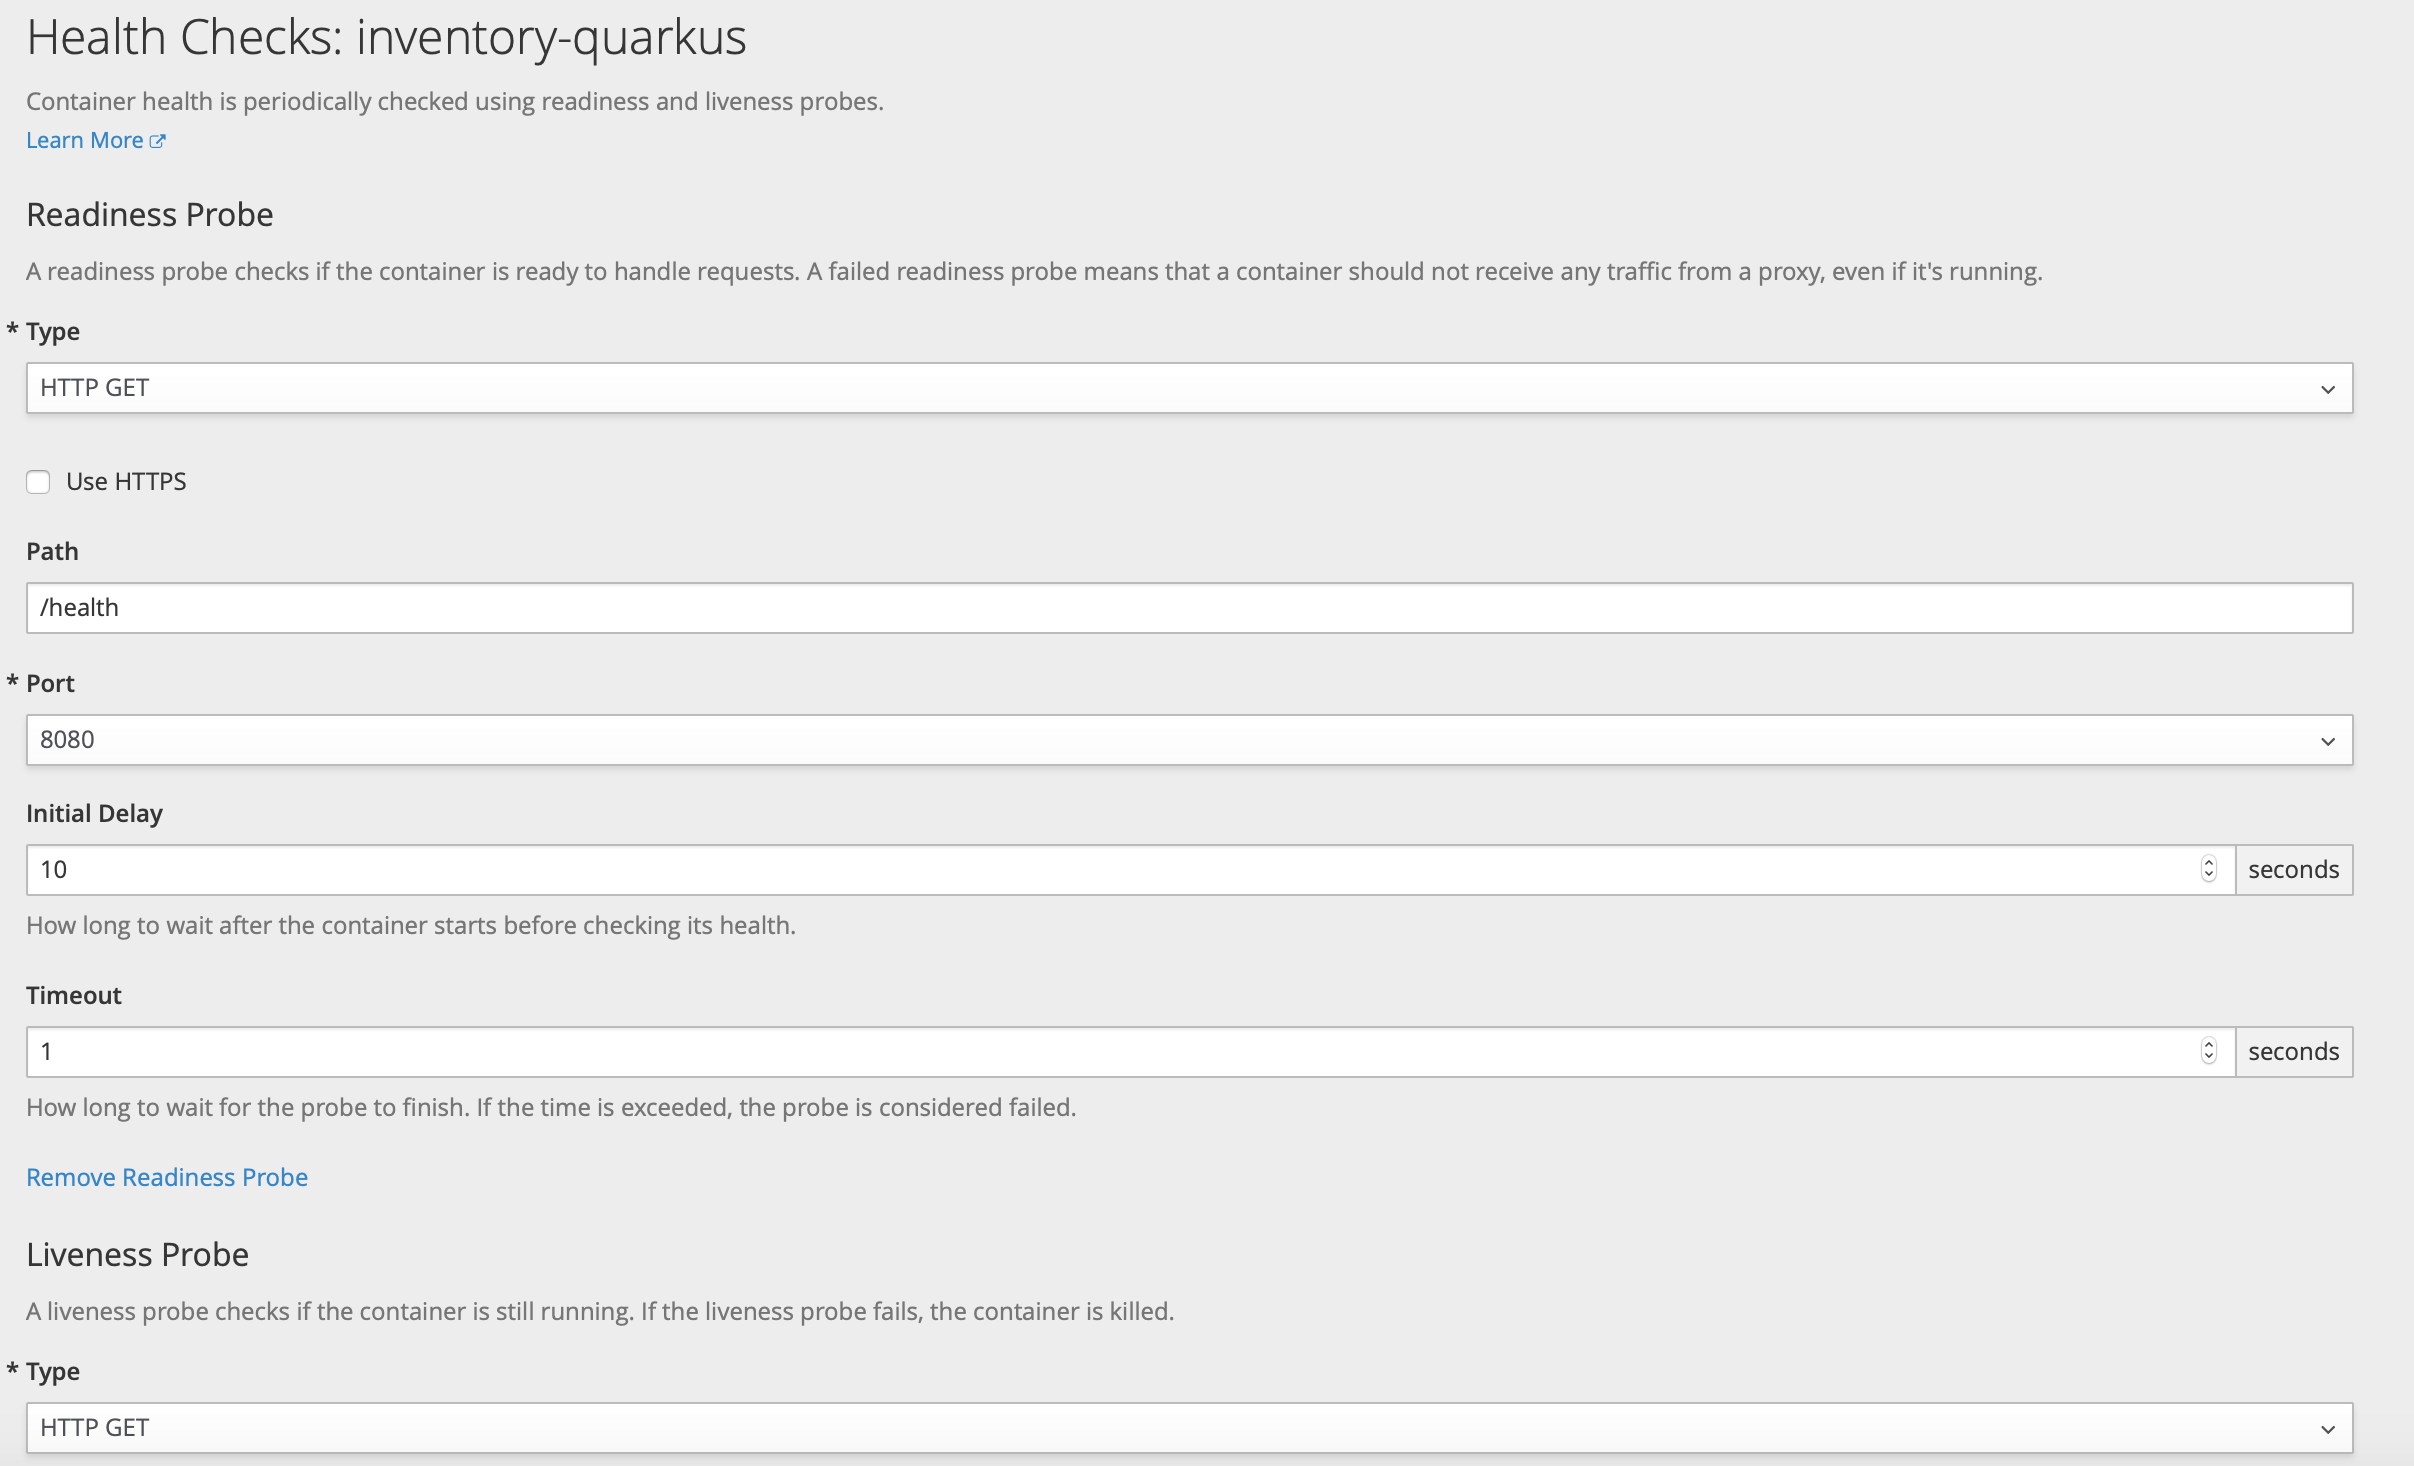 Health Checks: inventory-quarkus
Container health is periodically checked using readiness and liveness probes.
Learn More
Readiness Probe
A readiness probe checks if the container is ready to handle requests. A failed readiness probe means that a container should not receive any traffic from a proxy, even if it's running.
* Type
HTTP GET
Use HTTPS
Path
/health
* Port
8080
Initial Delay
10 seconds
How long to wait after the container starts before checking its health.
Timeout
1 seconds
How long to wait for the probe to finish. If the time is exceeded, the probe is considered failed.
Remove Readiness Probe
Liveness Probe
A liveness probe checks if the container is still running. If the liveness probe fails, the container is killed.
* Type
HTTP GET